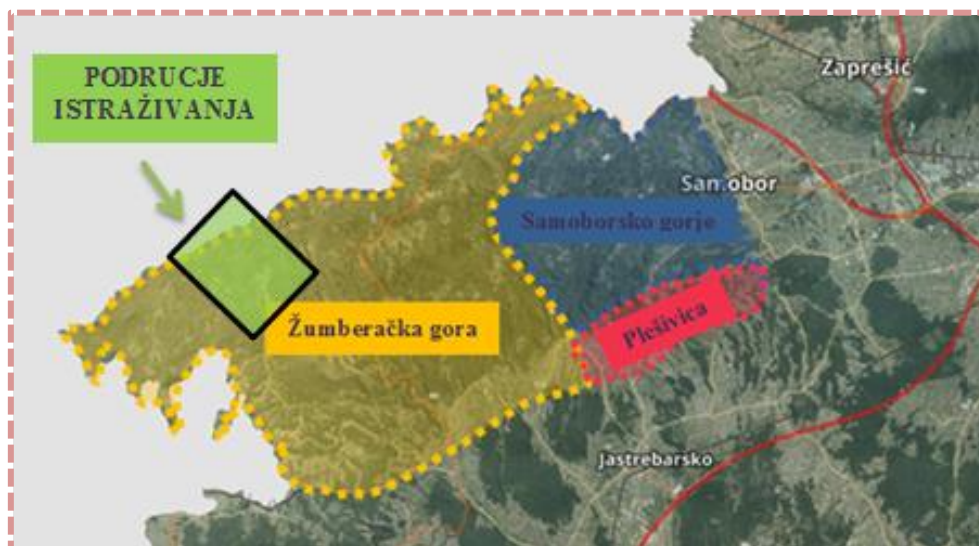 PODRUCJE
ISTRAŽIVANJA
Zaprešić
Samobor
Samoborsko gorje
Plešivica
Žumberačka gora
Jastrebarsko